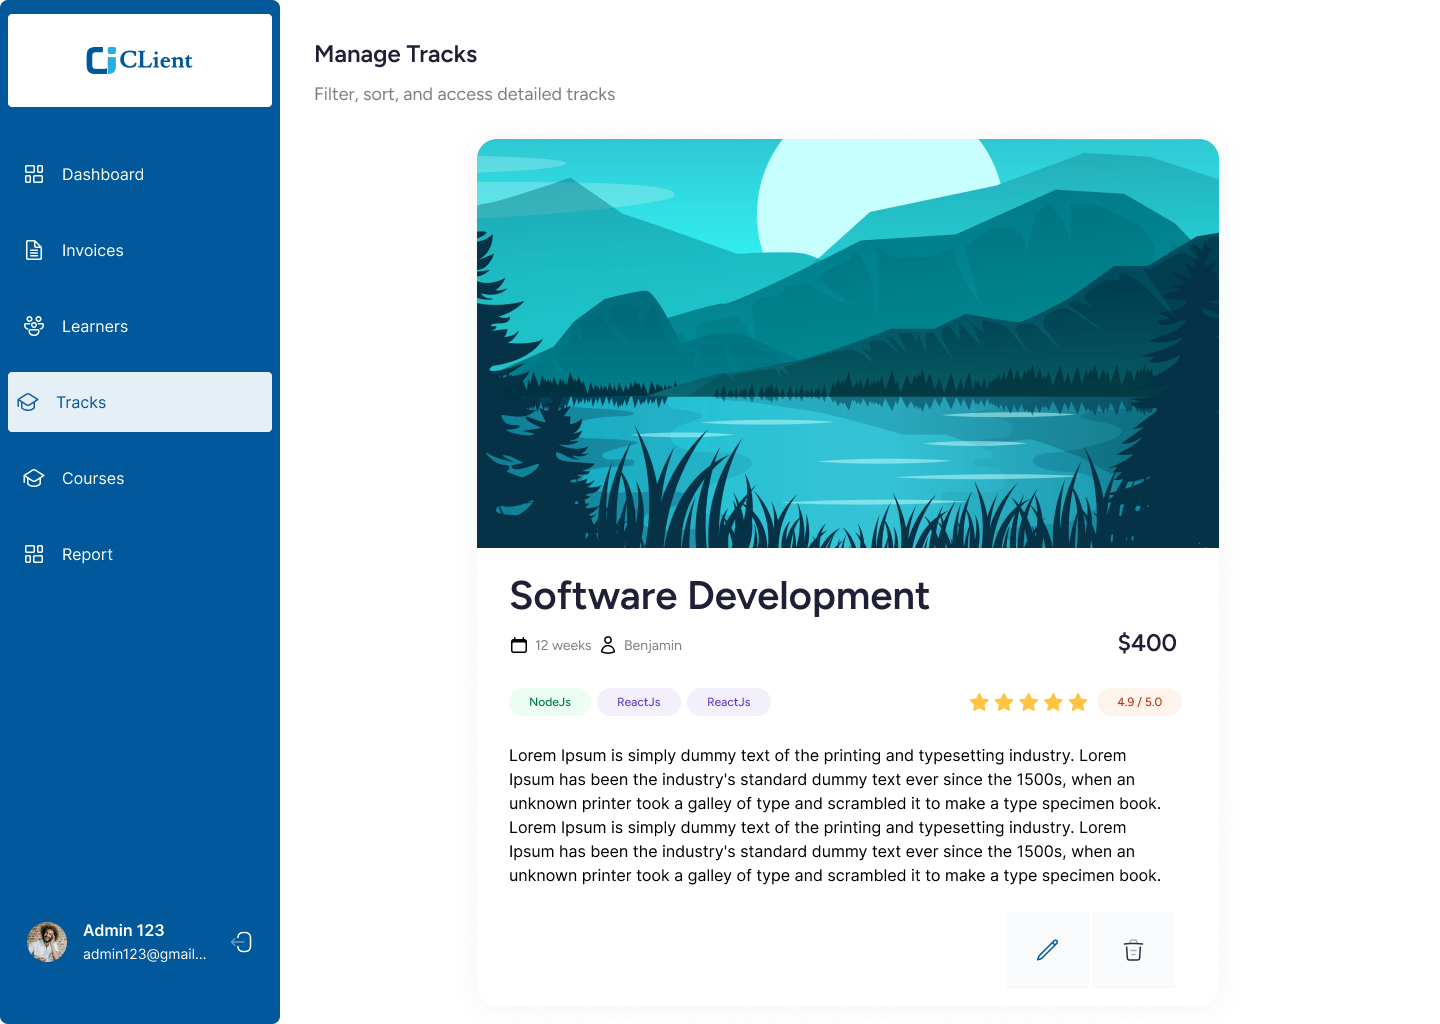 CLient
Dashboard
Invoices
Learners
Tracks
Courses
Report
Admin 123
admin123@gmail...
Manage Tracks
Filter, sort, and access detailed tracks
Software Development
12 weeks Benjamin
$400
NodeJs ReactJs ReactJs
4.9 / 5.0
Lorem Ipsum is simply dummy text of the printing and typesetting industry. Lorem
Ipsum has been the industry's standard dummy text ever since the 1500s, when an
unknown printer took a galley of type and scrambled it to make a type specimen book.
Lorem Ipsum is simply dummy text of the printing and typesetting industry. Lorem
Ipsum has been the industry's standard dummy text ever since the 1500s, when an
unknown printer took a galley of type and scrambled it to make a type specimen book.